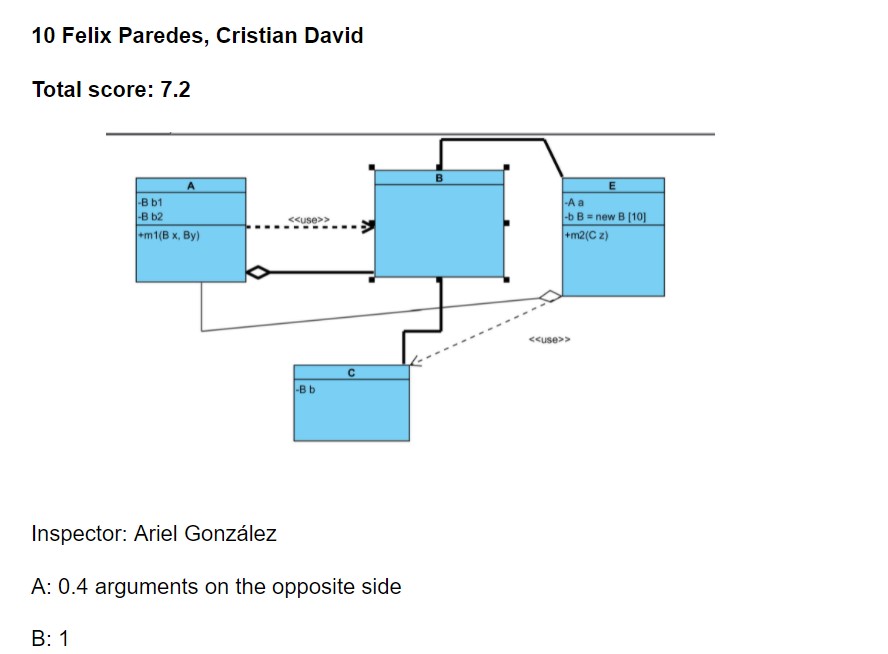 10 Felix Paredes, Cristian David
Total score: 7.2
A
-B b1
-B b2
+m1(B x, By)
<<use>>
B
E
-A a
-b B = new B [10]
+m2(C z)
<<use>>
C
-B b
Inspector: Ariel González
A: 0.4 arguments on the opposite side
B: 1